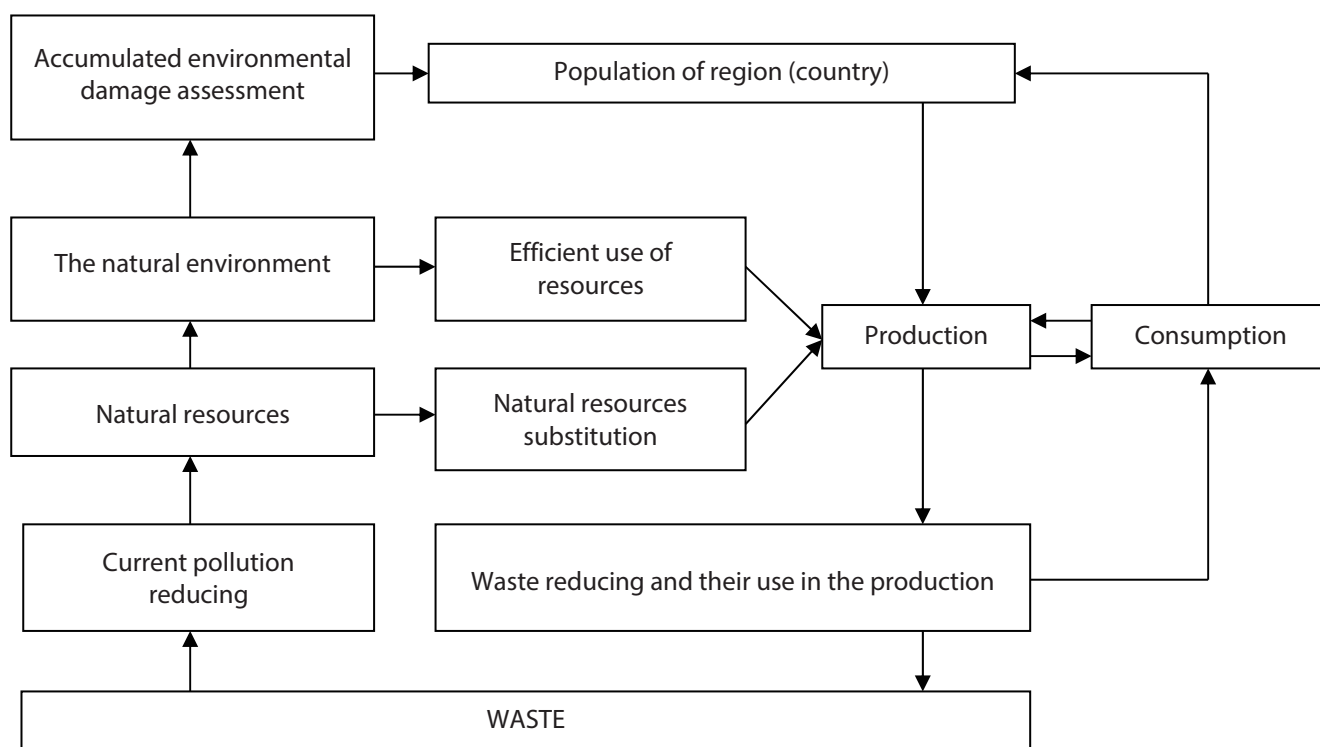 Accumulated environmental
damage assessment
Population of region (country)
The natural environment
Efficient use of
resources
Production
Consumption
Natural resources
Natural resources
substitution
Current pollution
reducing
Waste reducing and their use in the production
WASTE